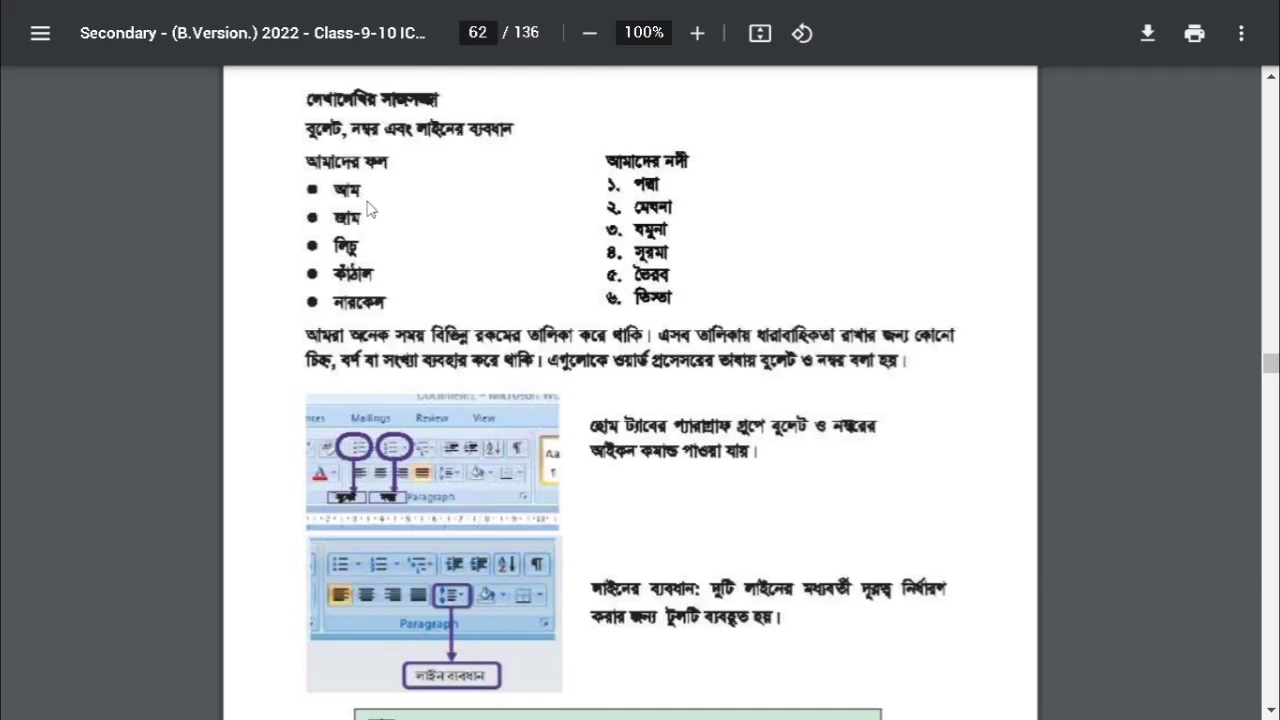 Secondary - (B.Version.) 2022 - Class-9-10 IC...
62 / 136
100%
লেখালেখির সাজসজ্জা
বুলেট, নম্বর এবং লাইনের ব্যবধান
আমাদের ফল
● আম
● জাম
● লিচু
● কাঁঠাল
● নারকেল
আমাদের নদী
১. পদ্মা
২. মেঘনা
৩. যমুনা
৪. সুরমা
৫. ভৈরব
৬. তিস্তা
আমরা অনেক সময় বিভিন্ন রকমের তালিকা করে থাকি। এসব তালিকায় ধারাবাহিকতা রাখার জন্য কোনো
চিহ্ন, বর্ণ বা সংখ্যা ব্যবহার করে থাকি। এগুলোকে ওয়ার্ড প্রসেসরের ভাষায় বুলেট ও নম্বর বলা হয়।
Mailings Review View
Paragraph
হোম ট্যাবের প্যারাগ্রাফ গ্রুপে বুলেট ও নম্বরের
আইকন কমান্ড পাওয়া যায়।
Paragraph
লাইন ব্যবধান
লাইনের ব্যবধান: দুটি লাইনের মধ্যবর্তী দূরত্ব নির্ধারণ
করার জন্য টুলটি ব্যবহৃত হয়।